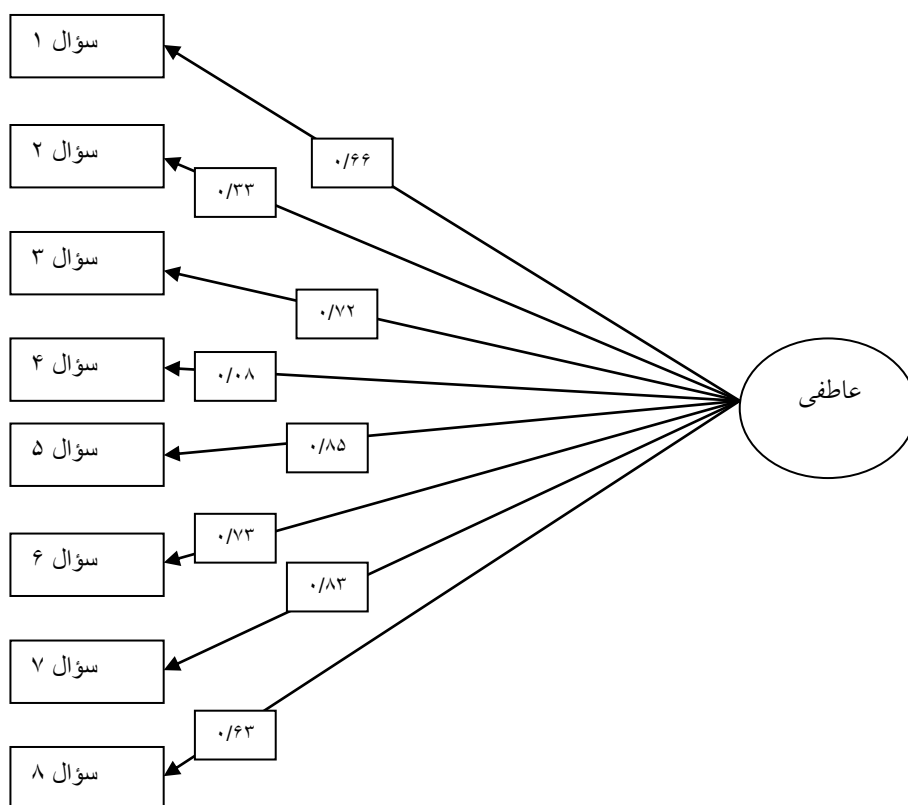 سؤال ۱
۰/۶۶
سؤال ۲
۰/۳۳
سؤال ۳
۰/۷۲
سؤال ۴
۰/۰۸
عاطفی
سؤال ۵
۰/۸۵
سؤال ۶
۰/۷۳
۰/۸۳
سؤال ۷
۰/۶۳
سؤال ۸